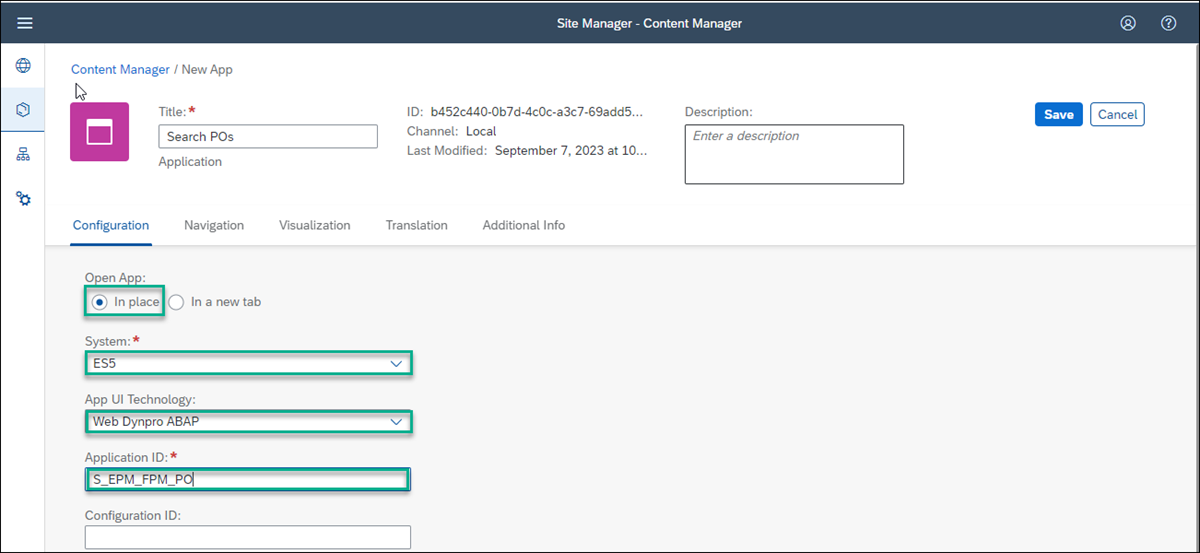 Site Manager - Content Manager
Content Manager / New App
Title:*
Search POs
Application
ID: b452c440-0b7d-4c0c-a3c7-69add5...
Channel: Local
Last Modified: September 7, 2023 at 10...
Description:
Enter a description
Save
Cancel
Configuration
Navigation
Visualization
Translation
Additional Info
Open App:
In place
In a new tab
System:*
ES5
App UI Technology:
Web Dynpro ABAP
Application ID:*
S_EPM_FPM_PO
Configuration ID: